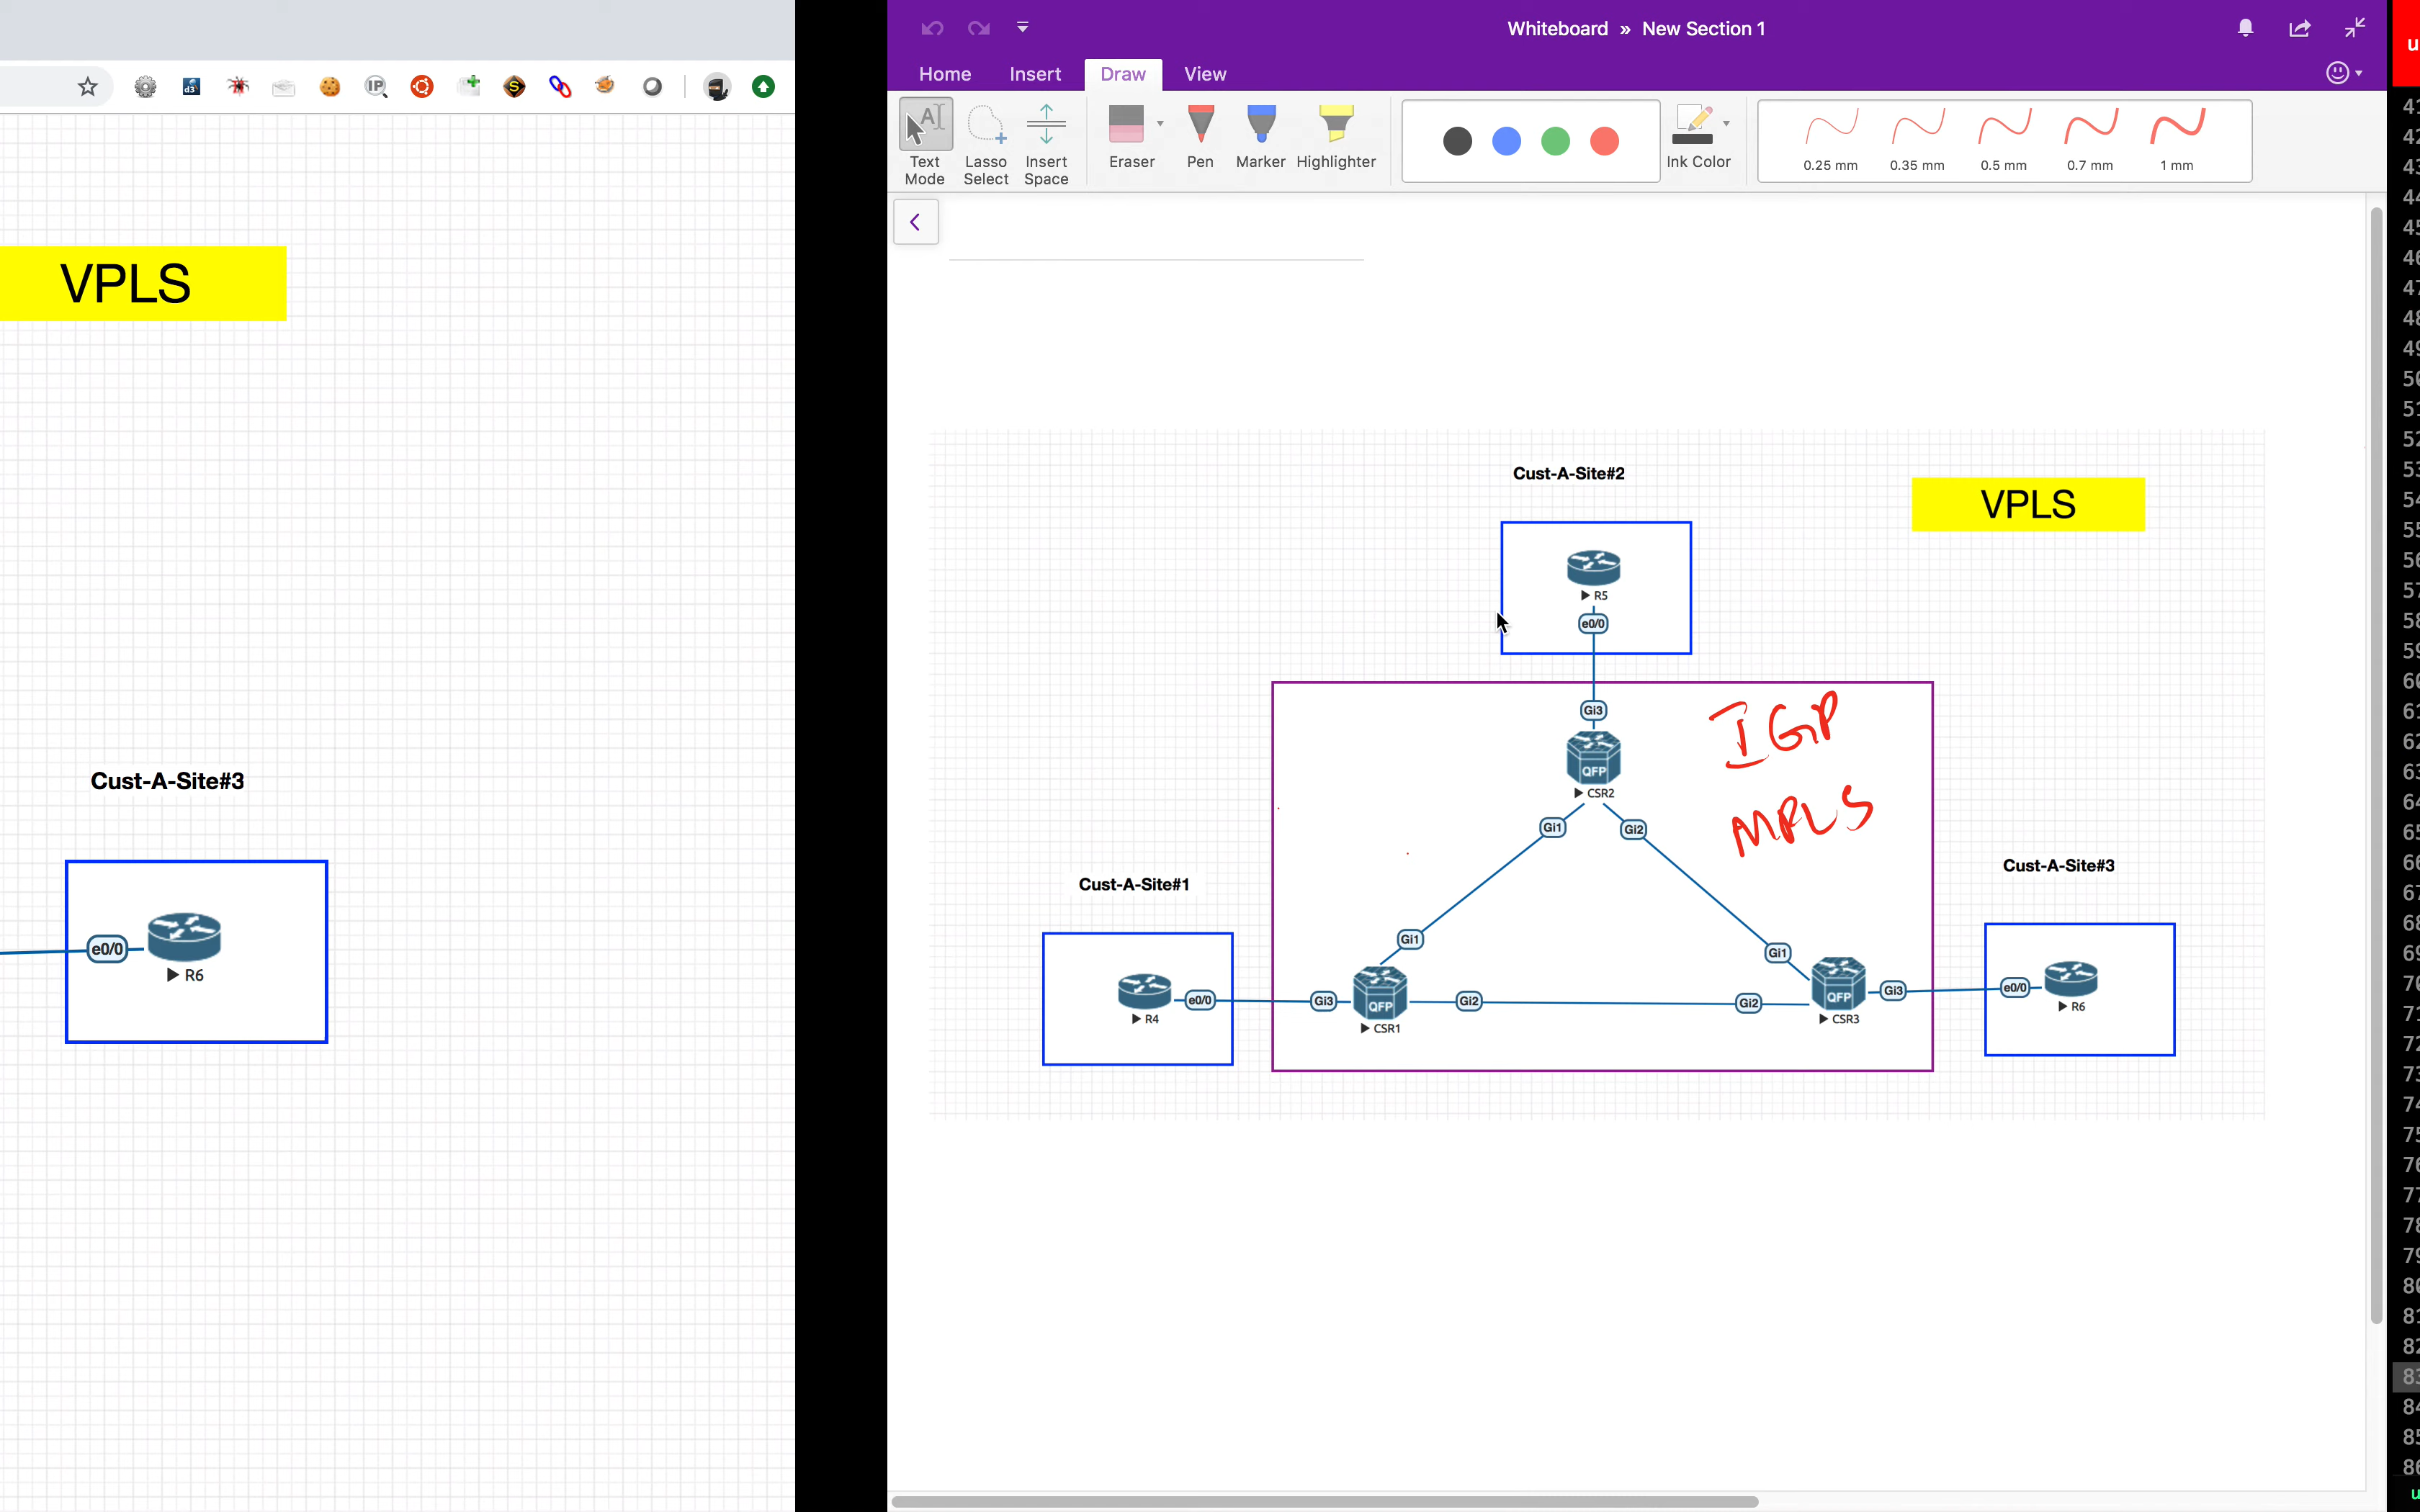 VPLS
Cust-A-Site#3
e0/0
R6
Whiteboard » New Section 1
Home Insert Draw View
Text Mode
Lasso Select
Insert Space
Eraser
Pen
Marker
Highlighter
Ink Color
0.25 mm 0.35 mm 0.5 mm 0.7 mm 1 mm
Cust-A-Site#2
VPLS
R5
e0/0
Gi3
QFP
CSR2
IGP
MPLS
Gi1 Gi2
Cust-A-Site#1
Cust-A-Site#3
Gi1 Gi1
R4 e0/0 Gi3 QFP Gi2 Gi2 QFP Gi3 e0/0 R6
CSR1 CSR3